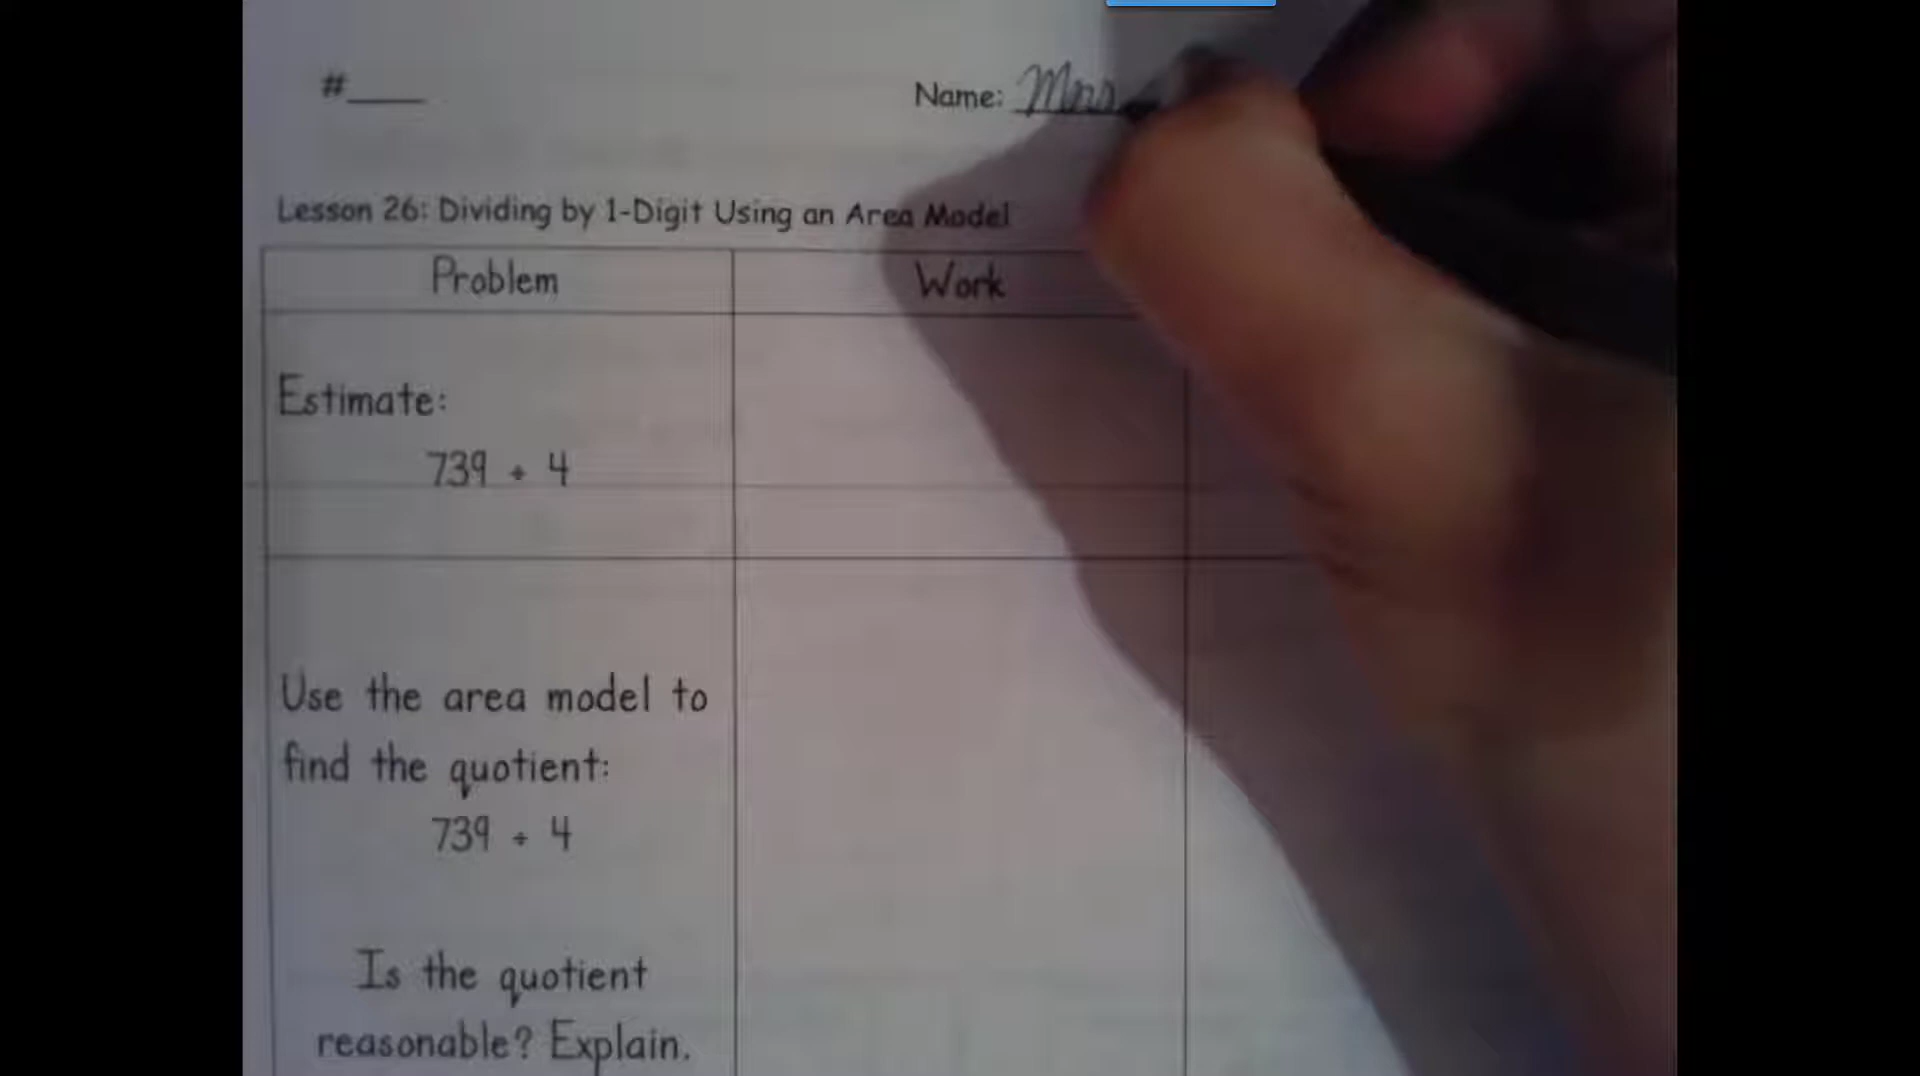 #____ Name: Mrs.
Lesson 26: Dividing by 1-Digit Using an Area Model
Problem Work
Estimate:
739 ÷ 4
Use the area model to
find the quotient:
739 ÷ 4
Is the quotient
reasonable? Explain.